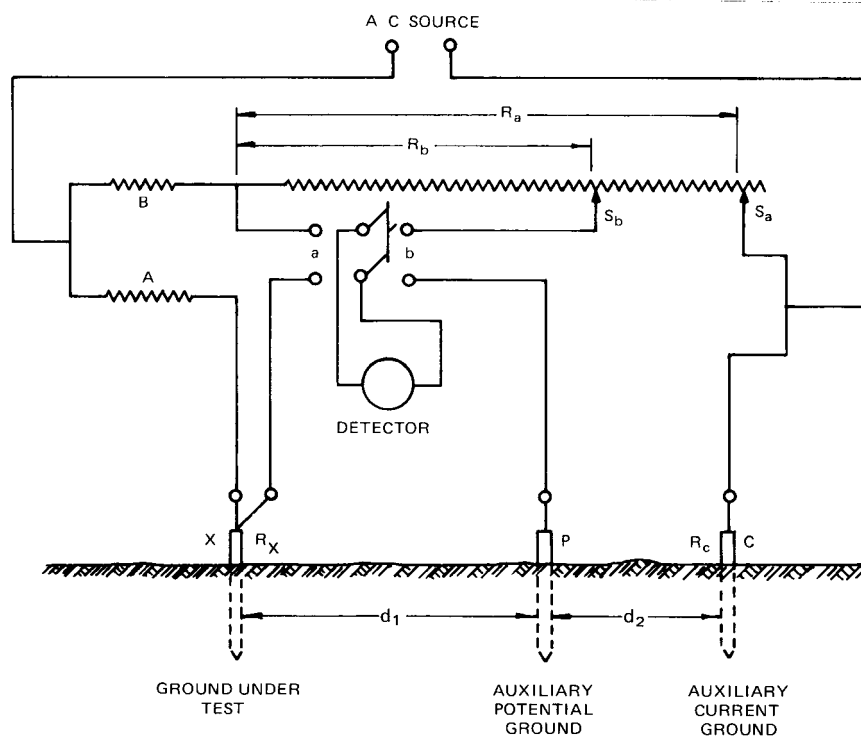 A C SOURCE
Ra
Rb
B
Sb
Sa
a
b
A
DETECTOR
X
RX
P
Rc
C
d1
d2
GROUND UNDER
TEST
AUXILIARY
POTENTIAL
GROUND
AUXILIARY
CURRENT
GROUND